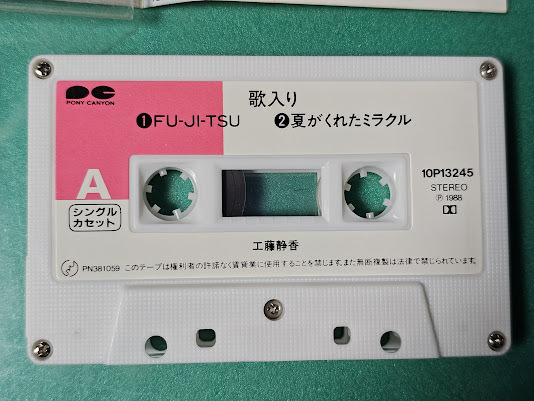 PONY CANYON
歌入り
❶FU-JI-TSU ❷夏がくれたミラクル
A
シングル
カセット
10P13245
STEREO
Ⓟ1988
工藤静香
PN381059 このテープは権利者の許諾なく賃貸業に使用することを禁じます。また無断複製は法律で禁じられています。